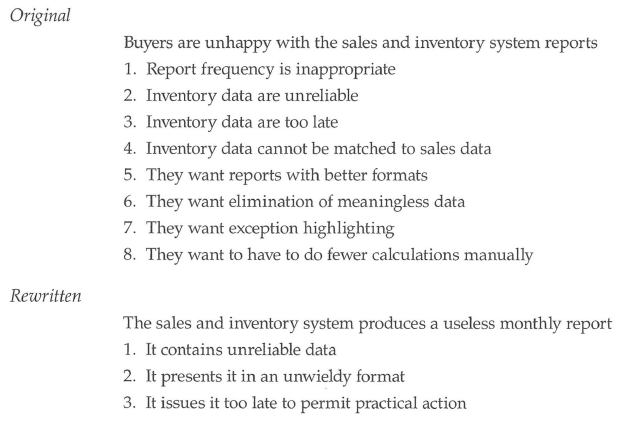 Original
Buyers are unhappy with the sales and inventory system reports
1. Report frequency is inappropriate
2. Inventory data are unreliable
3. Inventory data are too late
4. Inventory data cannot be matched to sales data
5. They want reports with better formats
6. They want elimination of meaningless data
7. They want exception highlighting
8. They want to have to do fewer calculations manually
Rewritten
The sales and inventory system produces a useless monthly report
1. It contains unreliable data
2. It presents it in an unwieldy format
3. It issues it too late to permit practical action